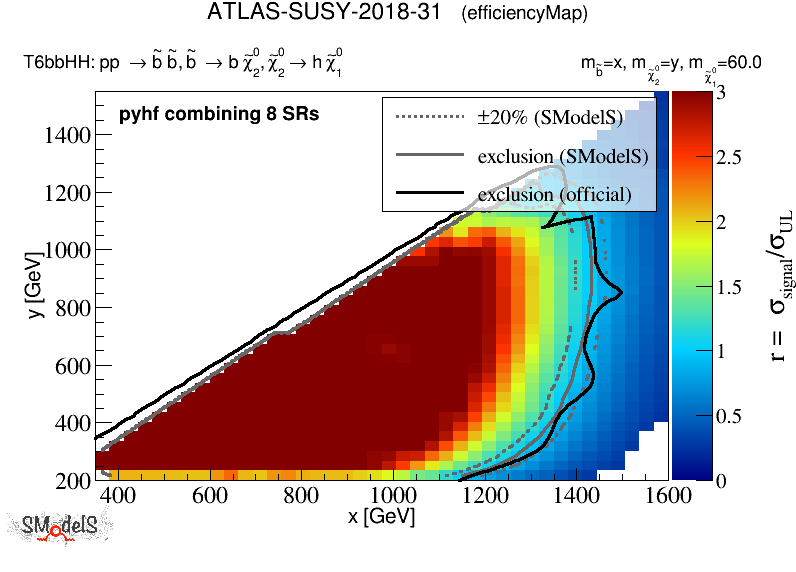 ATLAS-SUSY-2018-31 (efficiencyMap)
T6bbHH: pp → b̃ b̃, b̃ → b χ̃⁰₂, χ̃⁰₂ → h χ̃⁰₁
m_b̃=x, m_χ̃⁰₂=y, m_χ̃⁰₁=60.0
pyhf combining 8 SRs
±20% (SModelS)
exclusion (SModelS)
exclusion (official)
1400
1200
1000
800
600
400
200
y [GeV]
400 600 800 1000 1200 1400 1600
x [GeV]
3
2.5
2
1.5
1
0.5
0
r = σ_signal/σ_UL
SModelS